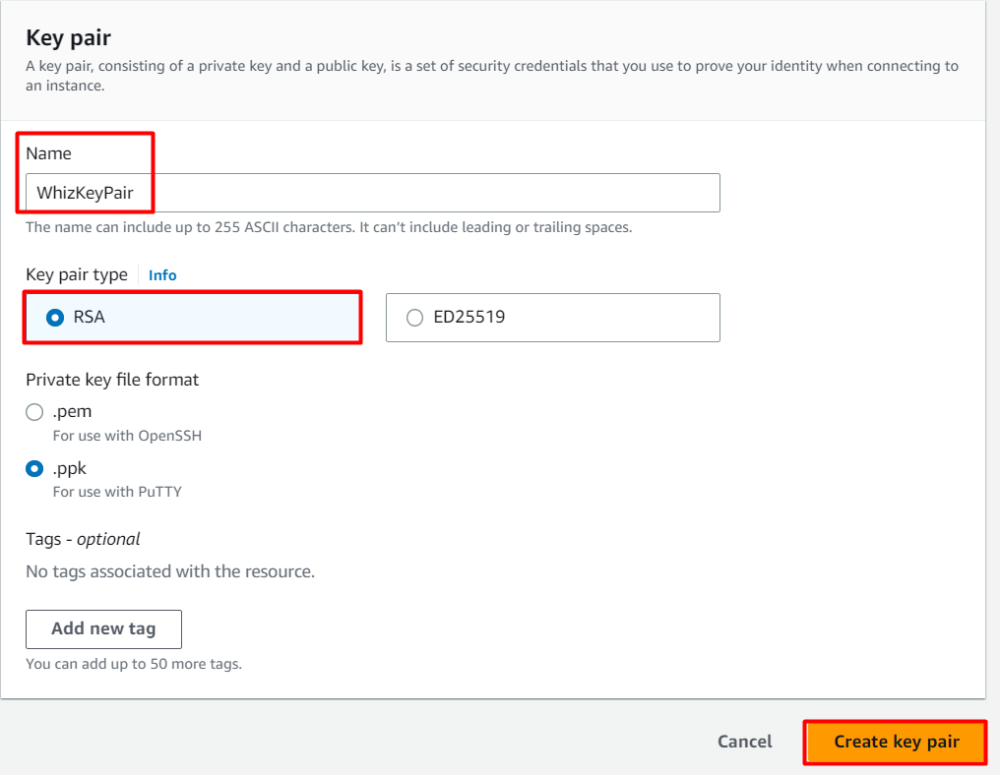 Key pair
A key pair, consisting of a private key and a public key, is a set of security credentials that you use to prove your identity when connecting to
an instance.
Name
WhizKeyPair
The name can include up to 255 ASCII characters. It can’t include leading or trailing spaces.
Key pair type Info
RSA ED25519
Private key file format
.pem
For use with OpenSSH
.ppk
For use with PuTTY
Tags - optional
No tags associated with the resource.
Add new tag
You can add up to 50 more tags.
Cancel Create key pair